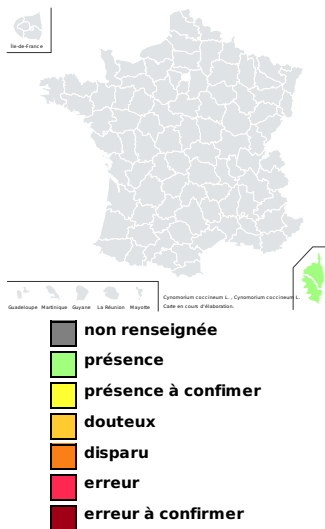 Île-de-France
Guadeloupe Martinique Guyane La Réunion Mayotte
Cynomorium coccineum L. , Cynomorium coccineum L.
Carte en cours d'élaboration.
non renseignée
présence
présence à confimer
douteux
disparu
erreur
erreur à confirmer